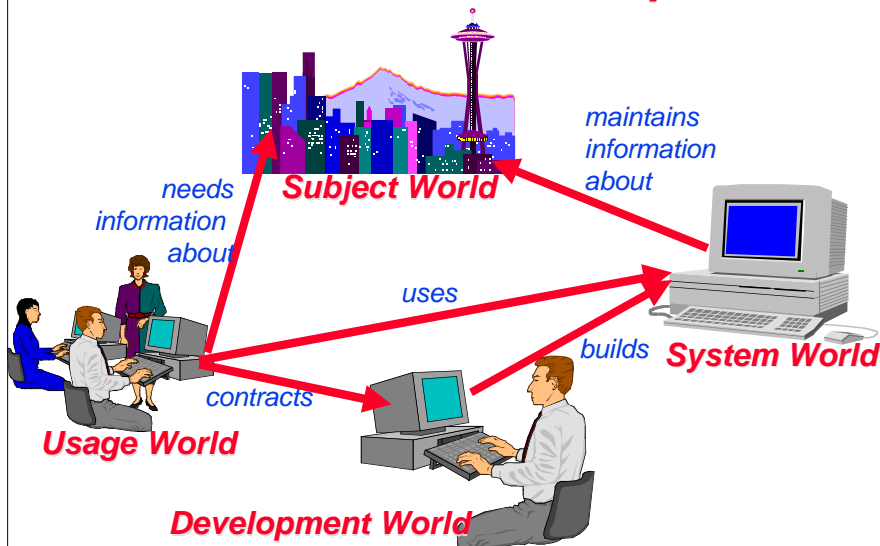 maintains
information
about
needs
information
about
Subject World
uses
builds
System World
contracts
Usage World
Development World